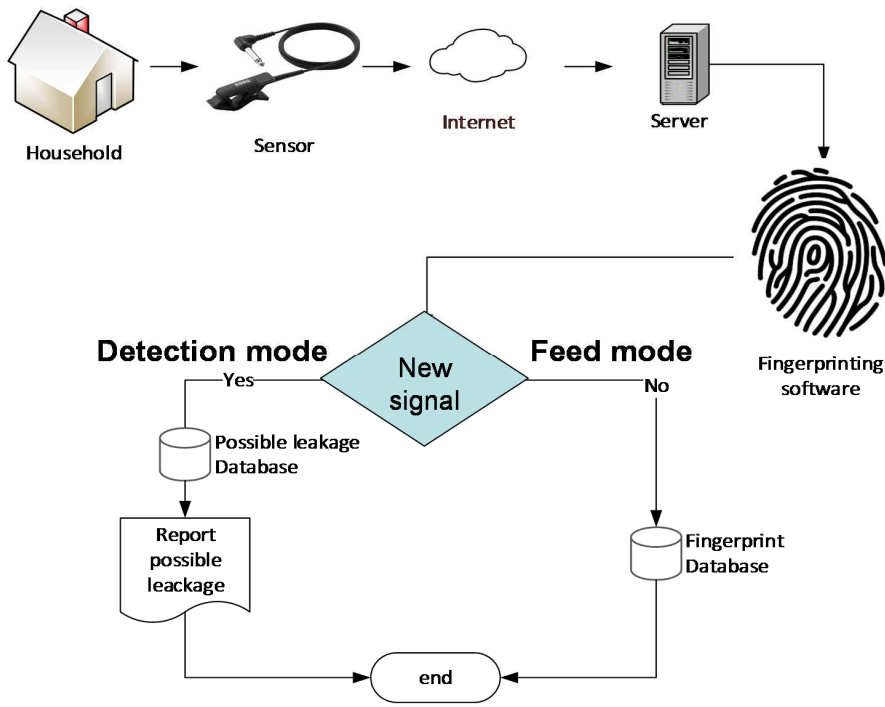 Household
Sensor
Internet
Server
Fingerprinting
software
Detection mode
Feed mode
New
signal
Yes
No
Possible leakage
Database
Report
possible
leackage
Fingerprint
Database
end